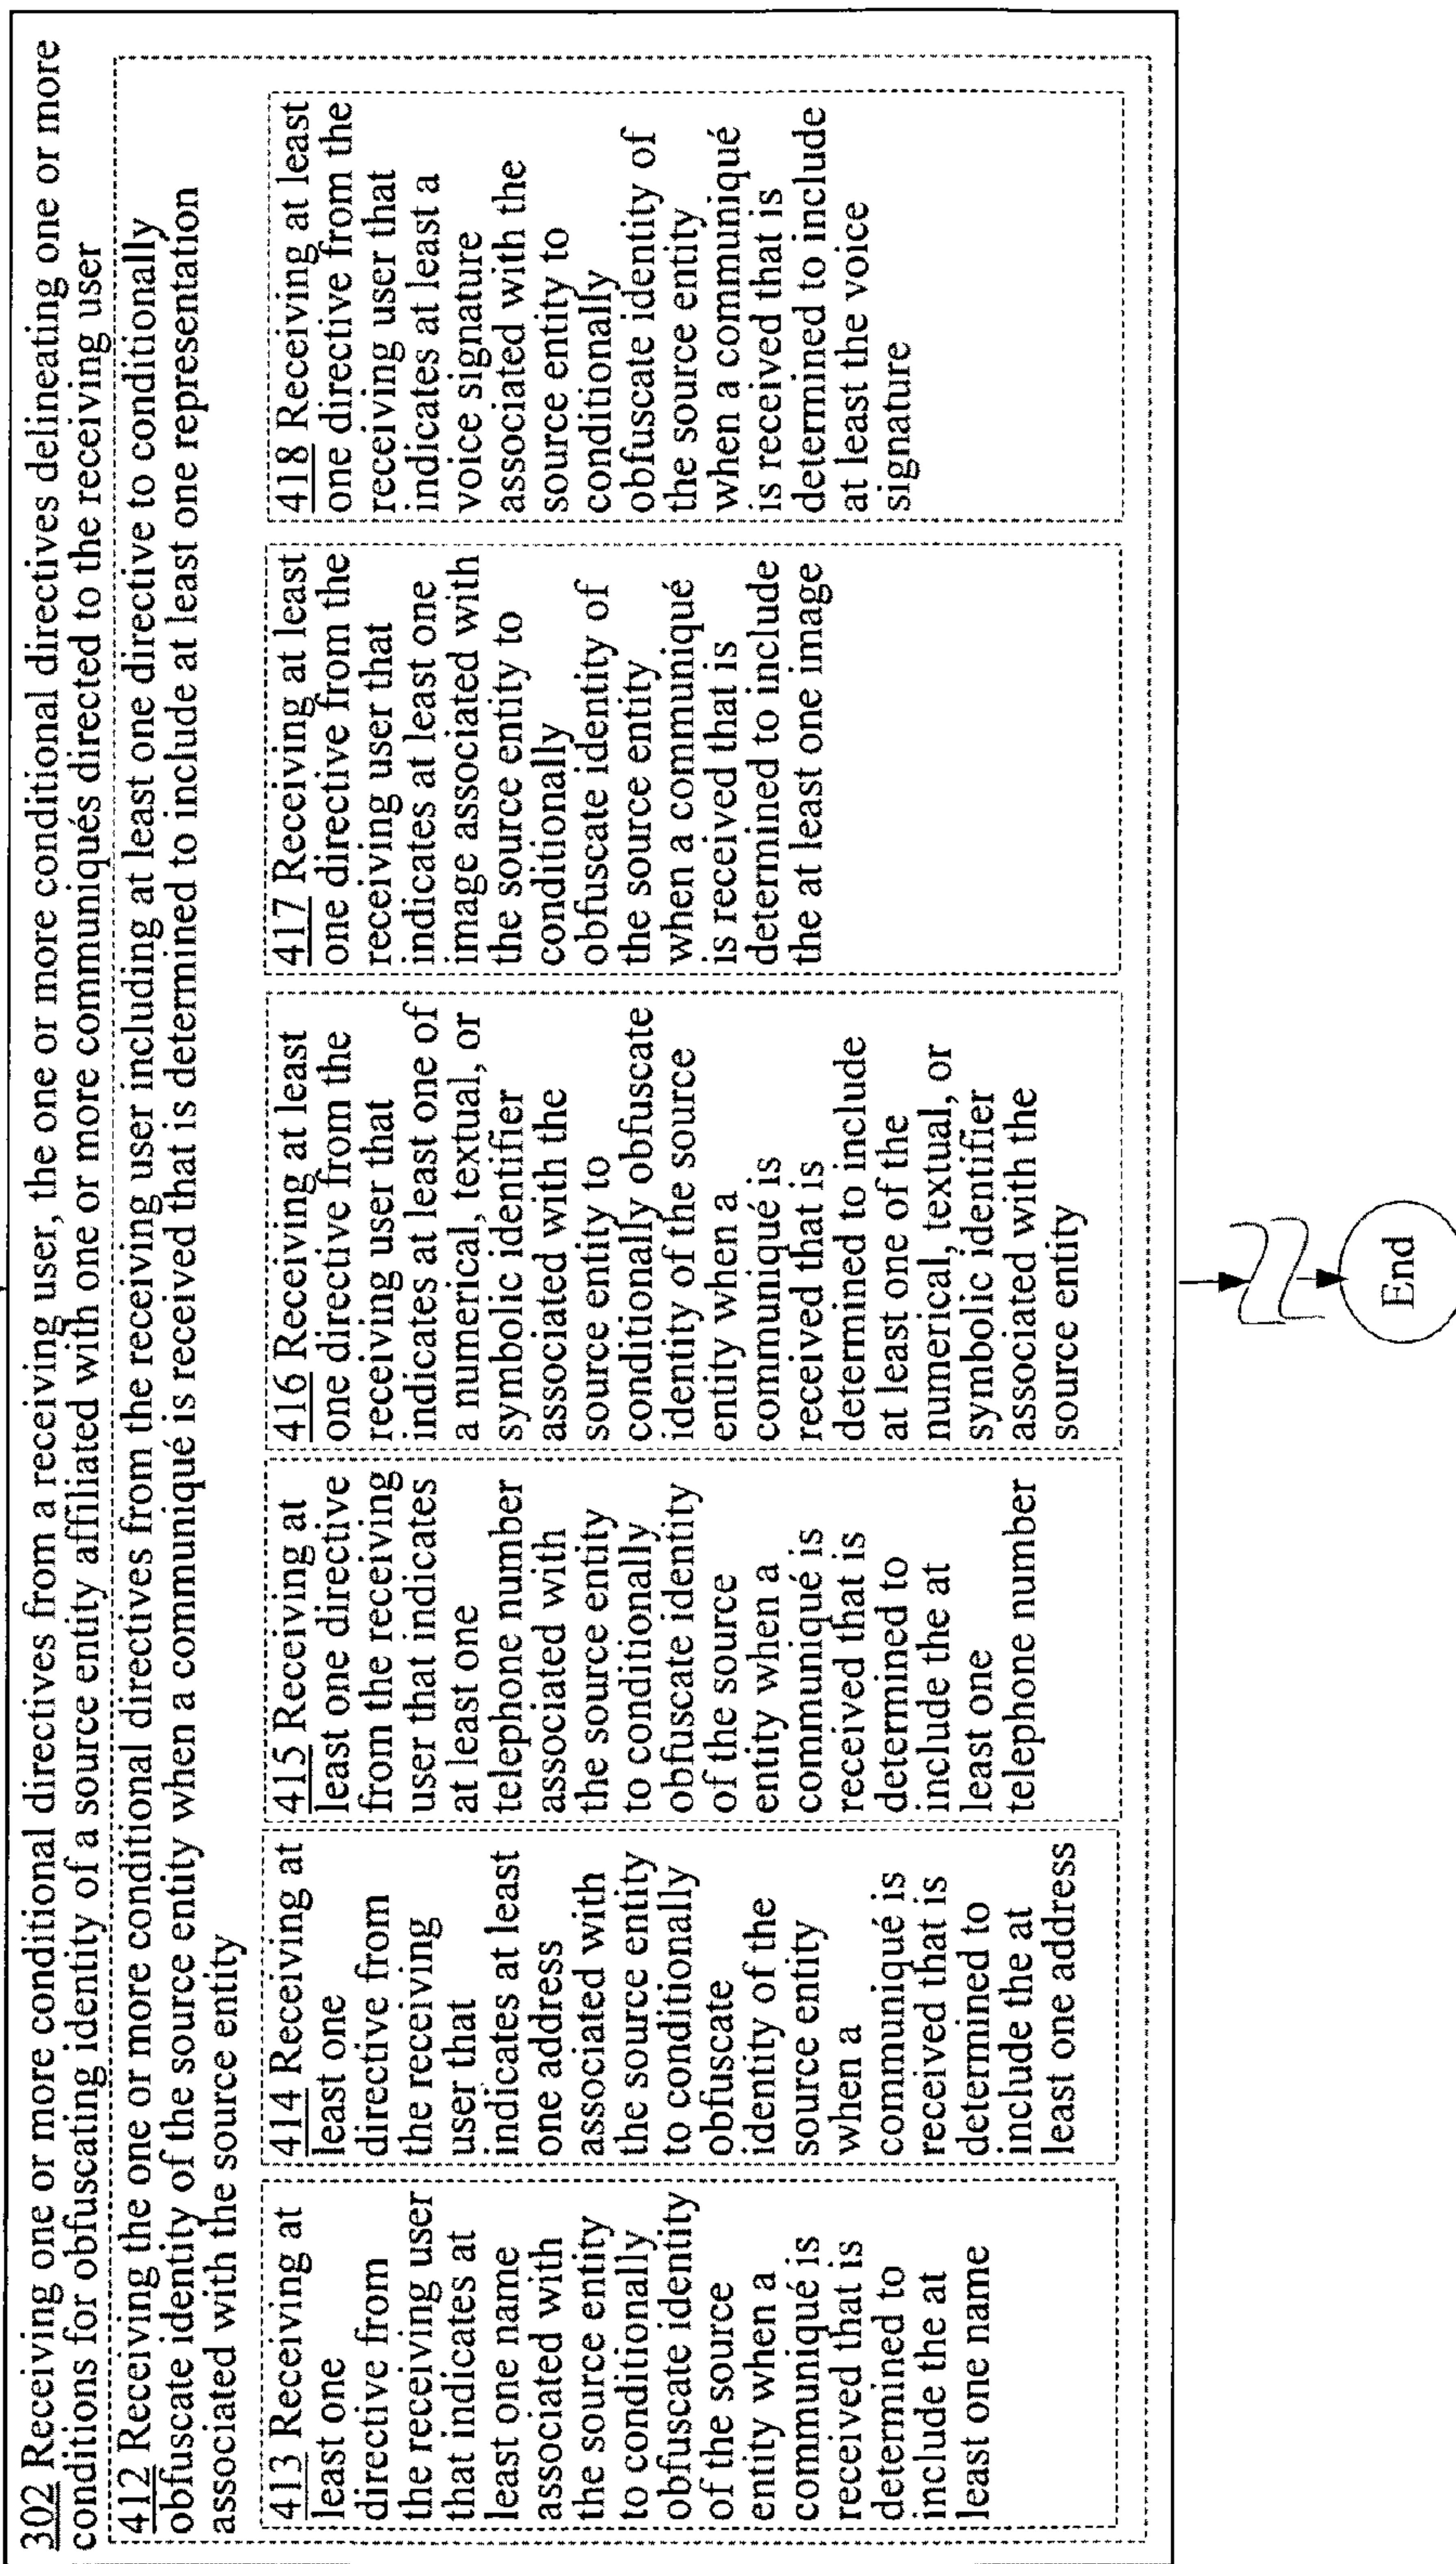 302 Receiving one or more conditional directives from a receiving user, the one or more conditional directives delineating one or more
conditions for obfuscating identity of a source entity affiliated with one or more communiqués directed to the receiving user
412 Receiving the one or more conditional directives from the receiving user including at least one directive to conditionally
obfuscate identity of the source entity when a communiqué is received that is determined to include at least one representation
associated with the source entity
413 Receiving at
least one
directive from
the receiving user
that indicates at
least one name
associated with
the source entity
to conditionally
obfuscate identity
of the source
entity when a
communiqué is
received that is
determined to
include the at
least one name
414 Receiving at
least one
directive from
the receiving
user that
indicates at least
one address
associated with
the source entity
to conditionally
obfuscate
identity of the
source entity
when a
communiqué is
received that is
determined to
include the at
least one address
415 Receiving at
least one directive
from the receiving
user that indicates
at least one
telephone number
associated with
the source entity
to conditionally
obfuscate identity
of the source
entity when a
communiqué is
received that is
determined to
include the at
least one
telephone number
416 Receiving at least
one directive from the
receiving user that
indicates at least one of
a numerical, textual, or
symbolic identifier
associated with the
source entity to
conditionally obfuscate
identity of the source
entity when a
communiqué is
received that is
determined to include
at least one of the
numerical, textual, or
symbolic identifier
associated with the
source entity
417 Receiving at least
one directive from the
receiving user that
indicates at least one
image associated with
the source entity to
conditionally
obfuscate identity of
the source entity
when a communiqué
is received that is
determined to include
the at least one image
418 Receiving at least
one directive from the
receiving user that
indicates at least a
voice signature
associated with the
source entity to
conditionally
obfuscate identity of
the source entity
when a communiqué
is received that is
determined to include
at least the voice
signature
End